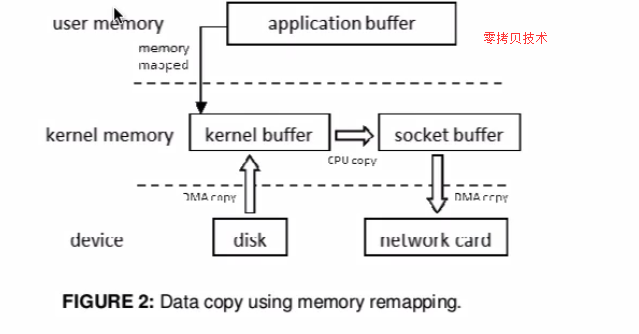 user memory
application buffer
零拷贝技术
memory
mapped
kernel memory
kernel buffer
socket buffer
CPU copy
DMA copy
DMA copy
device
disk
network card
FIGURE 2: Data copy using memory remapping.